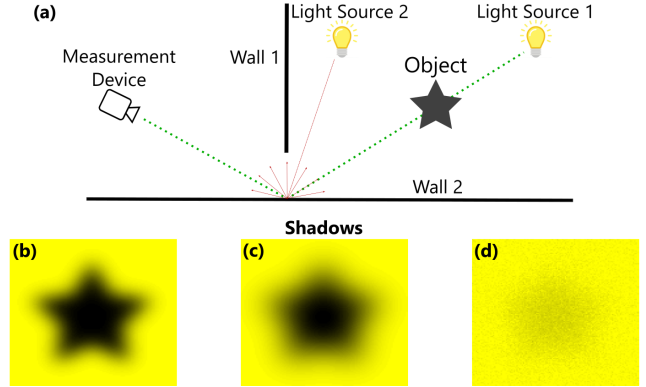 (a)
Light Source 2
Light Source 1
Wall 1
Measurement
Device
Object
Wall 2
Shadows
(b)
(c)
(d)